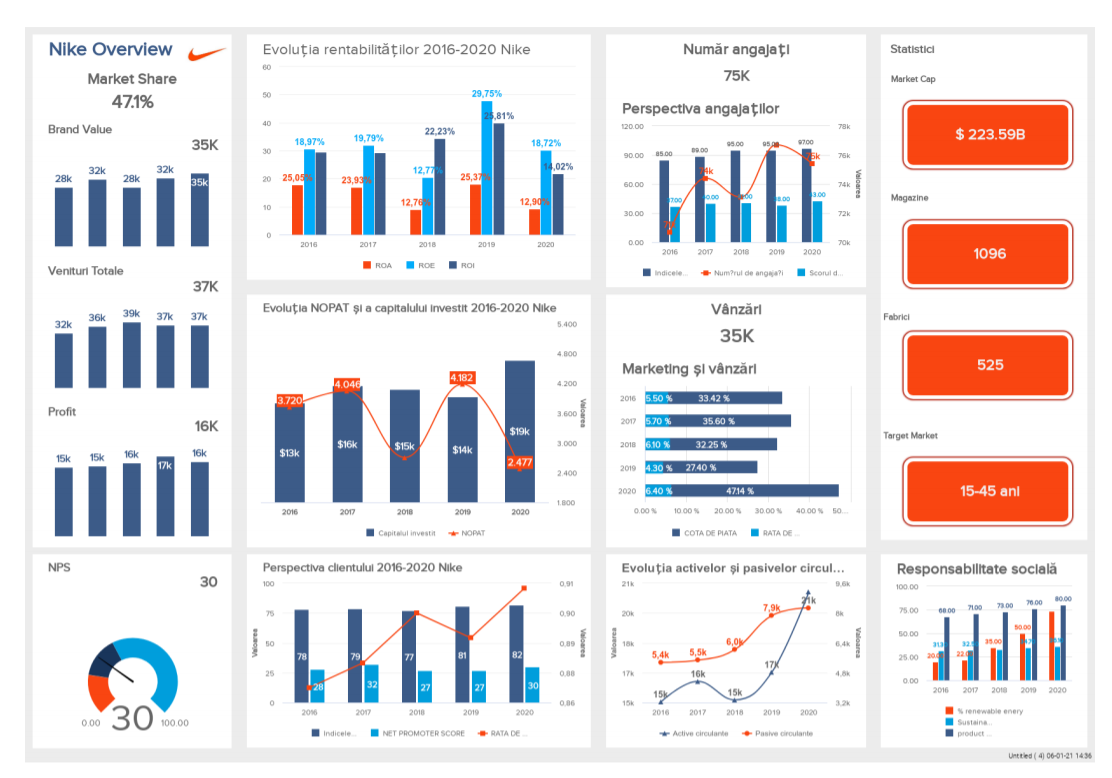 Nike Overview
Market Share
47.1%
Brand Value
35K
28k 32k 28k 32k 35k
Venituri Totale
37K
32k 36k 39k 37k 37k
Profit
16K
15k 15k 16k 17k 16k
Evoluția rentabilităților 2016-2020 Nike
60
50
40
30
20
10
0
25,05% 18,97%
23,93% 19,79%
12,76% 12,77% 22,23%
25,37% 29,75% 25,81%
12,90% 18,72% 14,02%
2016 2017 2018 2019 2020
ROA ROE ROI
Evoluția NOPAT și a capitalului investit 2016-2020 Nike
5.400
4.800
4.200
3.600
3.000
2.400
1.800
Valoarea
3.720 4.046 4.182 2.477
$13k $16k $15k $14k $19k
2016 2017 2018 2019 2020
Capitalul investit NOPAT
Număr angajați
75K
Perspectiva angajaților
120.00
90.00
60.00
30.00
0.00
78k
76k
74k
72k
70k
Valoarea
85.00 89.00 95.00 95.00 97.00
2016 2017 2018 2019 2020
Indicele... Num?rul de angaja?i Scorul d...
Vânzări
35K
Marketing și vânzări
2016 5.50 % 33.42 %
2017 5.70 % 35.60 %
2018 6.10 % 32.25 %
2019 4.30 % 27.40 %
2020 6.40 % 47.14 %
0.00 % 10.00 % 20.00 % 30.00 % 40.00 % 50...
COTA DE PIATA RATA DE ...
Statistici
Market Cap
$ 223.59B
Magazine
1096
Fabrici
525
Target Market
15-45 ani
NPS
30
0.00 30 100.00
Perspectiva clientului 2016-2020 Nike
100
75
50
25
0
Valoarea
0,91
0,90
0,89
0,88
0,86
Valoarea
78 79 77 81 82
28 32 27 27 30
2016 2017 2018 2019 2020
Indicele... NET PROMOTER SCORE RATA DE ...
Evoluția activelor și pasivelor circul...
21k
20k
18k
17k
15k
Valoarea
9,6k
8k
6,4k
4,8k
3,2k
Valoarea
5,4k 5,5k 6,0k 7,9k
15k 16k 15k 17k 21k
2016 2017 2018 2019 2020
Active circulante Pasive circulante
Responsabilitate socială
100.00
75.00
50.00
25.00
0.00
68.00 71.00 73.00 76.00 80.00
35.00 50.00
2016 2017 2018 2019 2020
% renewable enery
Sustaina...
product ...
Untitled ( 4) 06-01-21 14:36